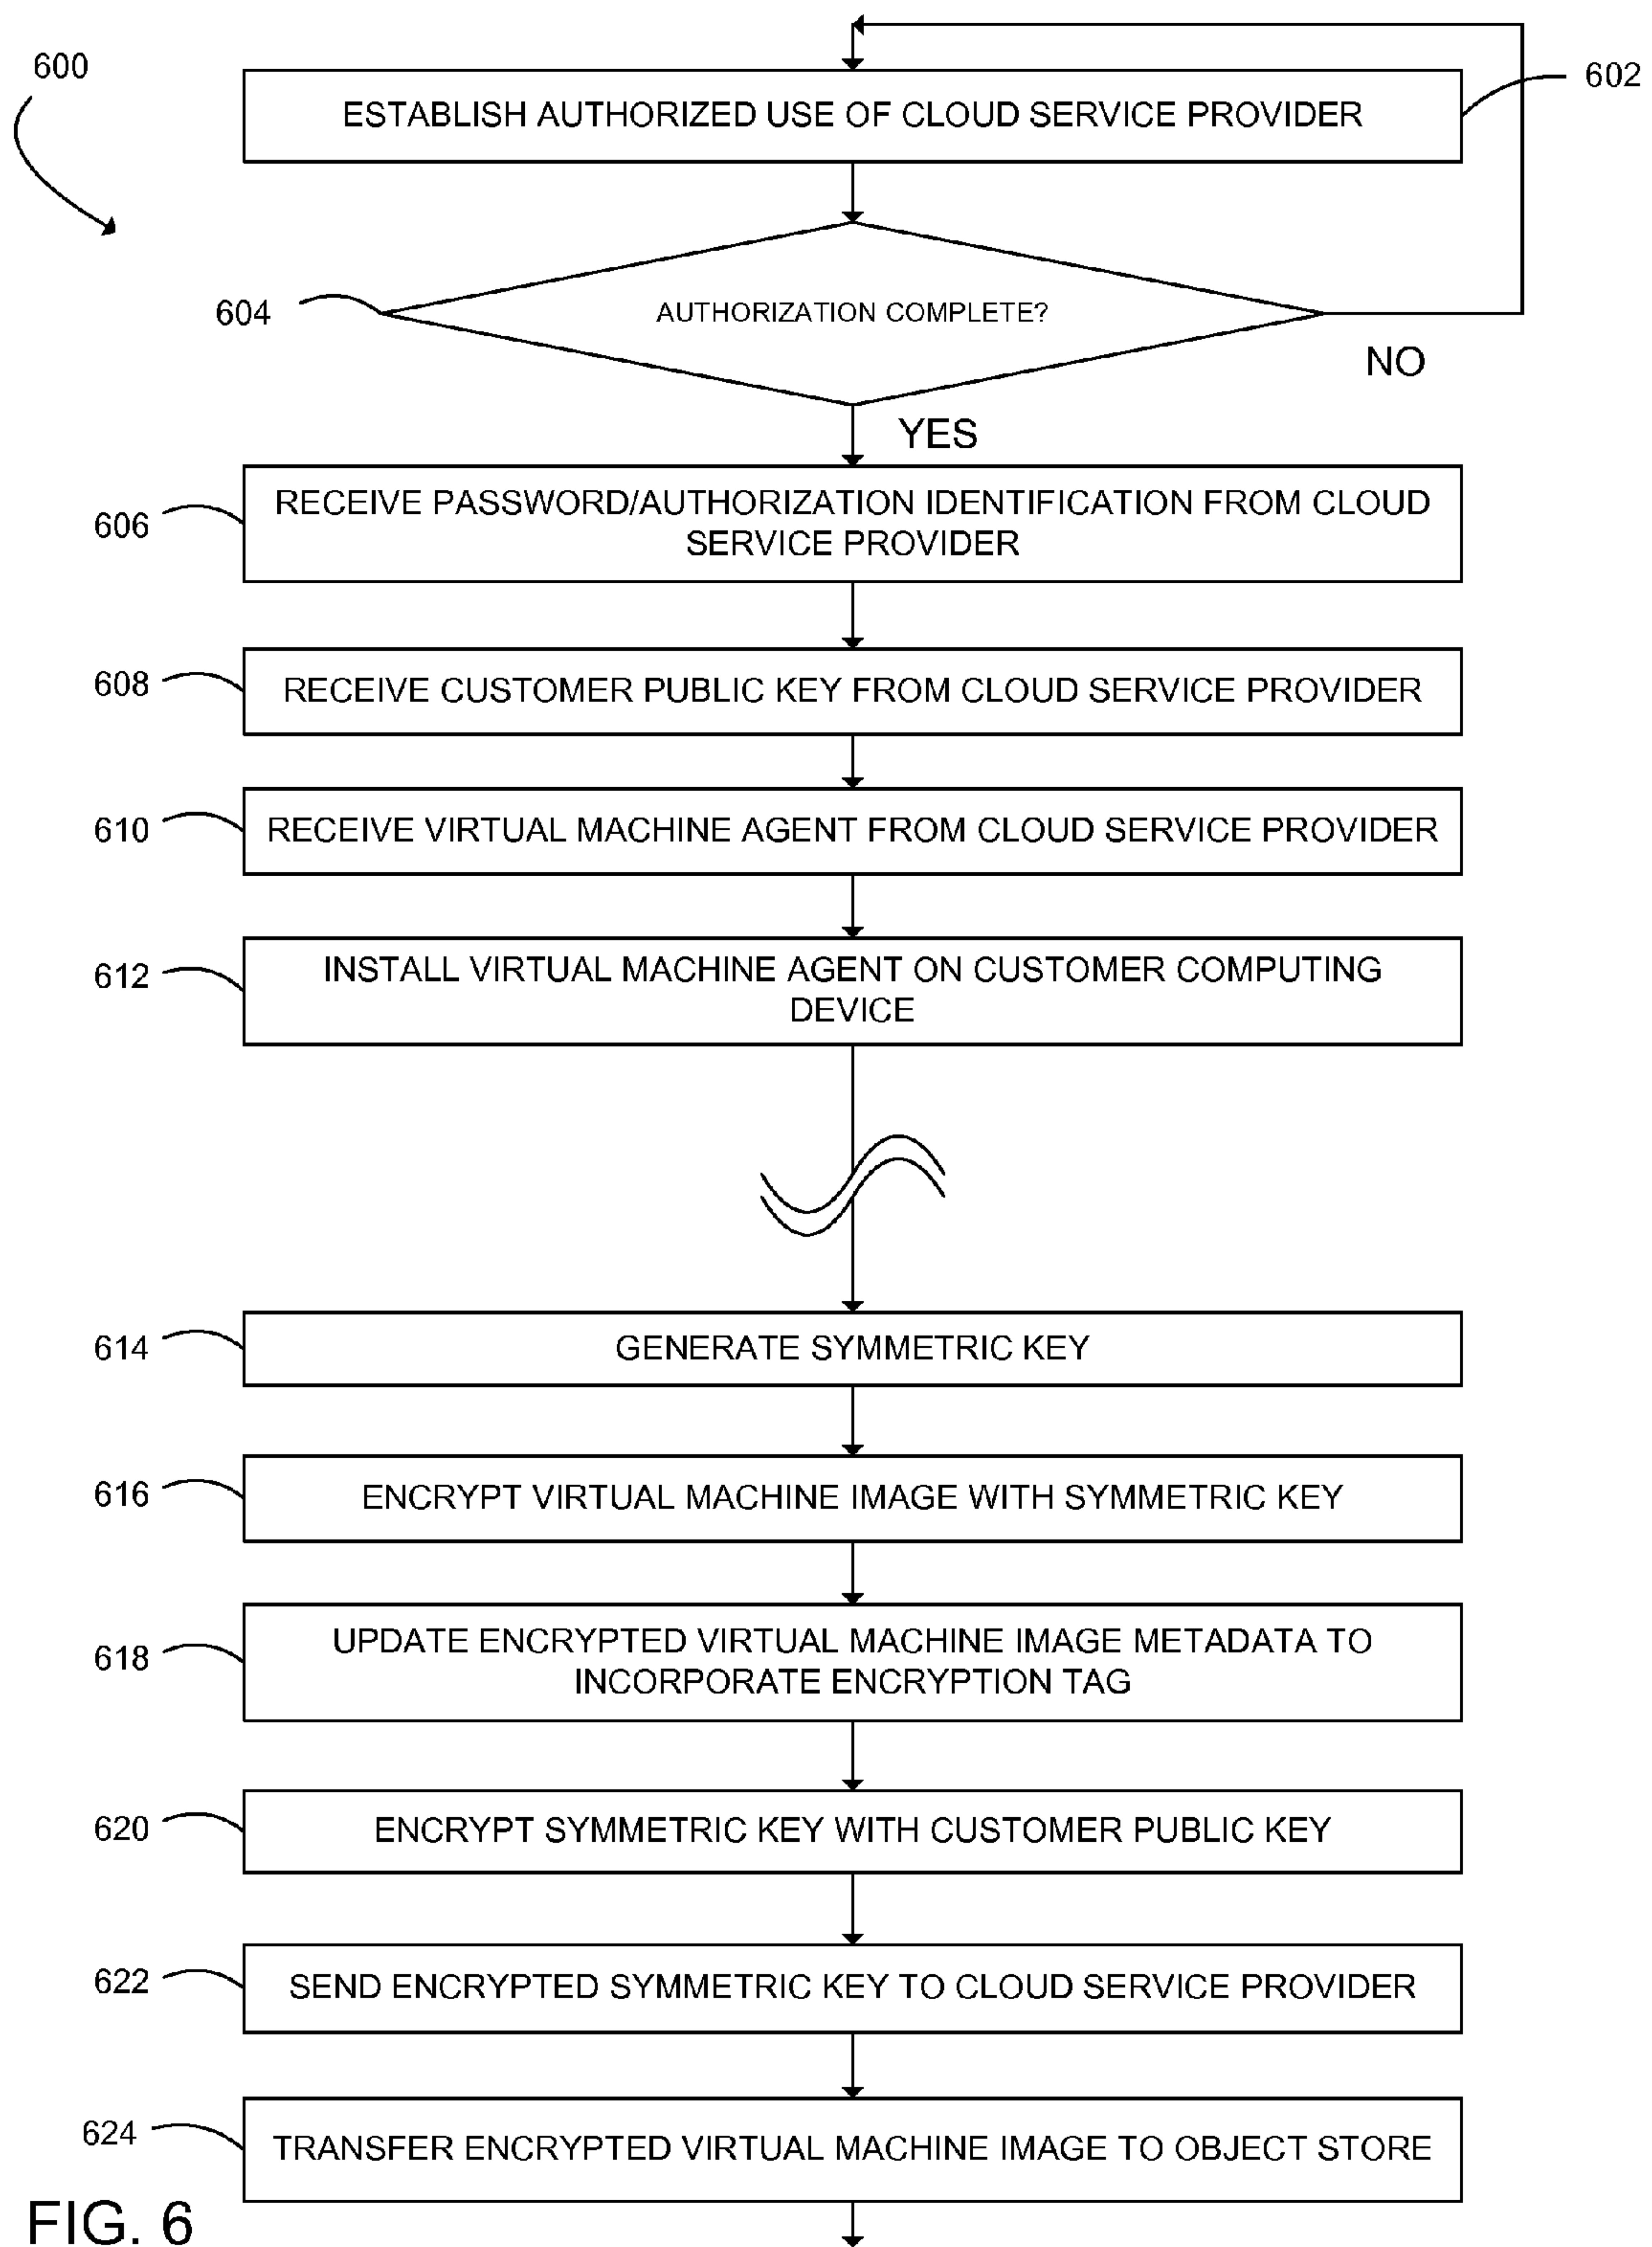 600
602
ESTABLISH AUTHORIZED USE OF CLOUD SERVICE PROVIDER
604
AUTHORIZATION COMPLETE?
NO
YES
606
RECEIVE PASSWORD/AUTHORIZATION IDENTIFICATION FROM CLOUD
SERVICE PROVIDER
608
RECEIVE CUSTOMER PUBLIC KEY FROM CLOUD SERVICE PROVIDER
610
RECEIVE VIRTUAL MACHINE AGENT FROM CLOUD SERVICE PROVIDER
612
INSTALL VIRTUAL MACHINE AGENT ON CUSTOMER COMPUTING
DEVICE
614
GENERATE SYMMETRIC KEY
616
ENCRYPT VIRTUAL MACHINE IMAGE WITH SYMMETRIC KEY
618
UPDATE ENCRYPTED VIRTUAL MACHINE IMAGE METADATA TO
INCORPORATE ENCRYPTION TAG
620
ENCRYPT SYMMETRIC KEY WITH CUSTOMER PUBLIC KEY
622
SEND ENCRYPTED SYMMETRIC KEY TO CLOUD SERVICE PROVIDER
624
TRANSFER ENCRYPTED VIRTUAL MACHINE IMAGE TO OBJECT STORE
FIG. 6